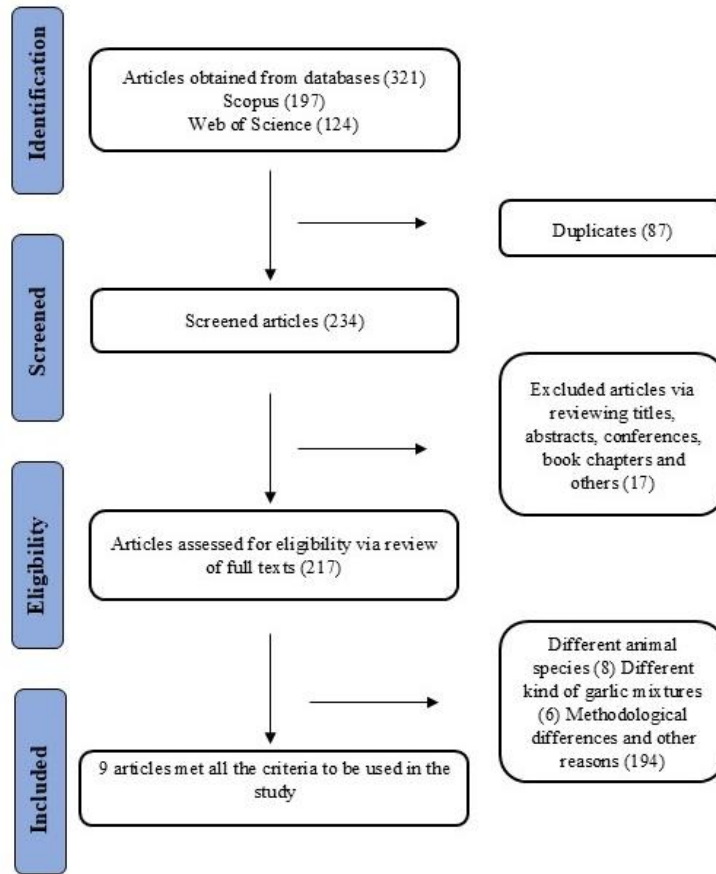 Identification
Articles obtained from databases (321)
Scopus (197)
Web of Science (124)
Duplicates (87)
Screened
Screened articles (234)
Excluded articles via
reviewing titles,
abstracts, conferences,
book chapters and
others (17)
Eligibility
Articles assessed for eligibility via review
of full texts (217)
Different animal
species (8) Different
kind of garlic mixtures
(6) Methodological
differences and other
reasons (194)
Included
9 articles met all the criteria to be used in the
study